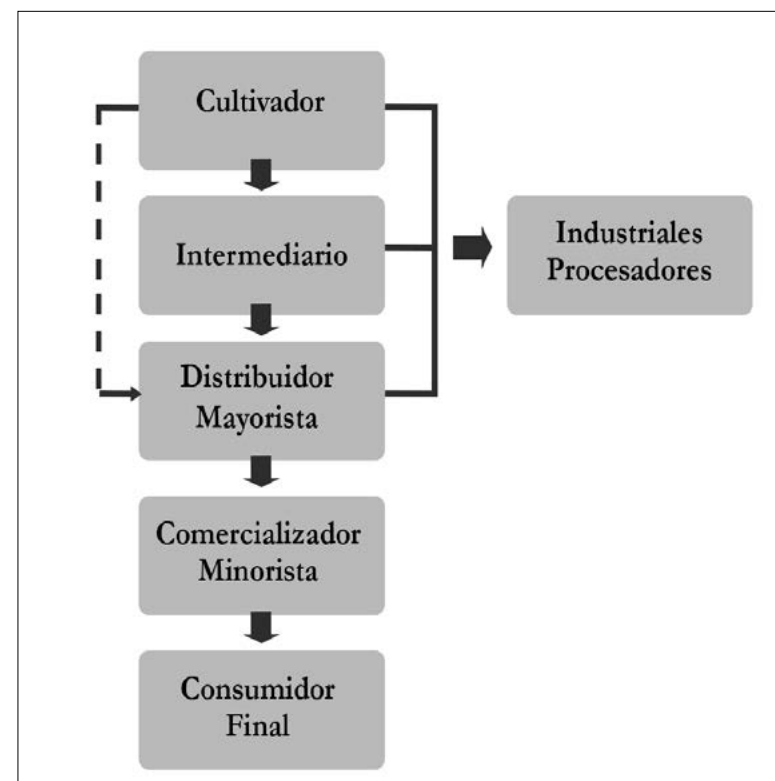 Cultivador
Intermediario
Industriales
Procesadores
Distribuidor
Mayorista
Comercializador
Minorista
Consumidor
Final